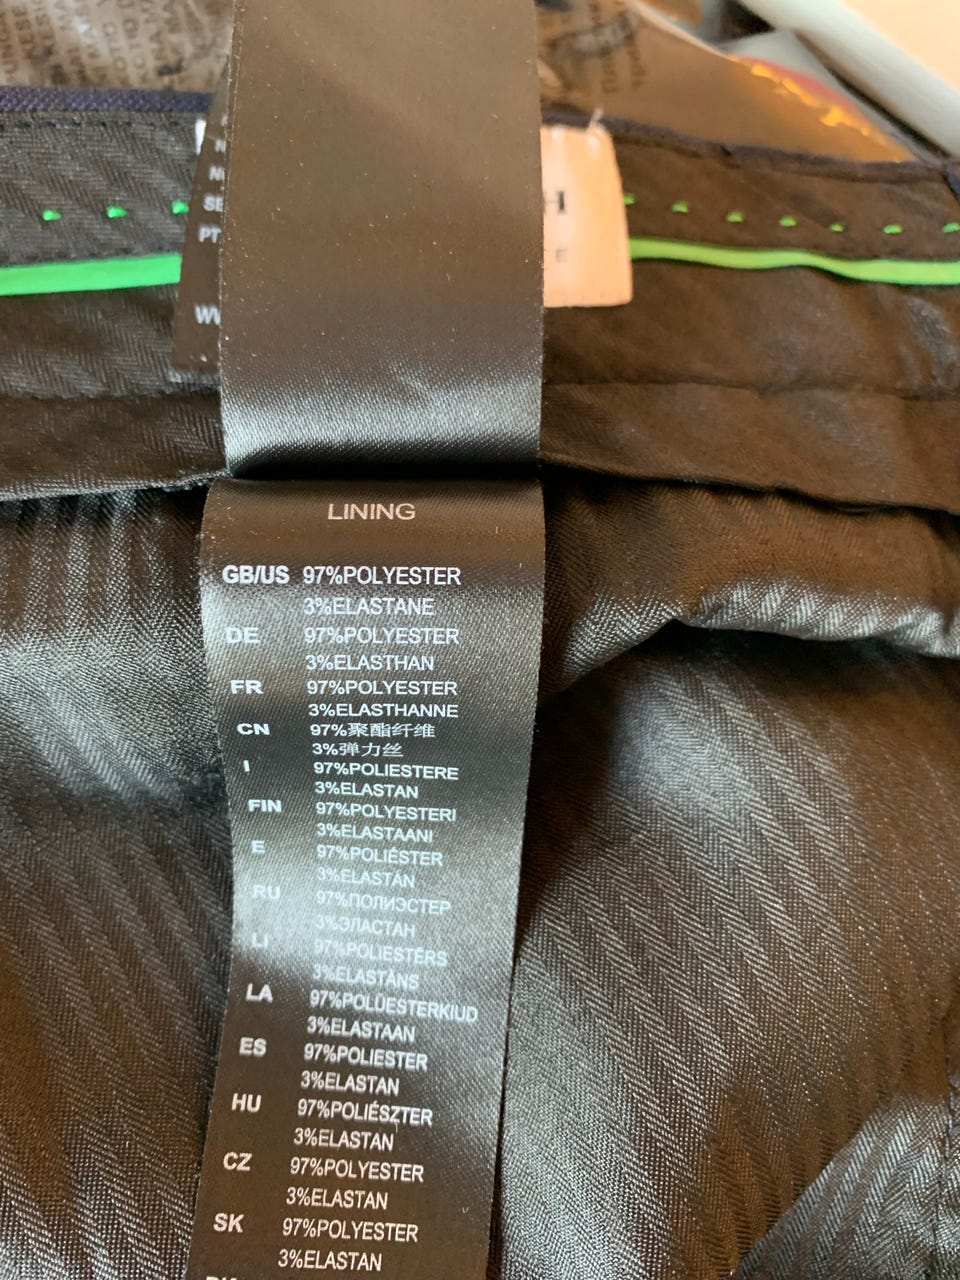 SE
PT
H
E
LINING
GB/US 97%POLYESTER
3%ELASTANE
DE 97%POLYESTER
3%ELASTHAN
FR 97%POLYESTER
3%ELASTHANNE
CN 97%聚酯纤维
3%弹力丝
I 97%POLIESTERE
3%ELASTAN
FIN 97%POLYESTERI
3%ELASTAANI
E 97%POLIÉSTER
3%ELASTÁN
RU 97%ПОЛИЭСТЕР
3%ЭЛАСТАН
LI 97%POLIESTĖRS
3%ELASTĀNS
LA 97%POLÜESTERKIUD
3%ELASTAAN
ES 97%POLIESTER
3%ELASTAN
HU 97%POLIÉSZTER
3%ELASTAN
CZ 97%POLYESTER
3%ELASTAN
SK 97%POLYESTER
3%ELASTAN